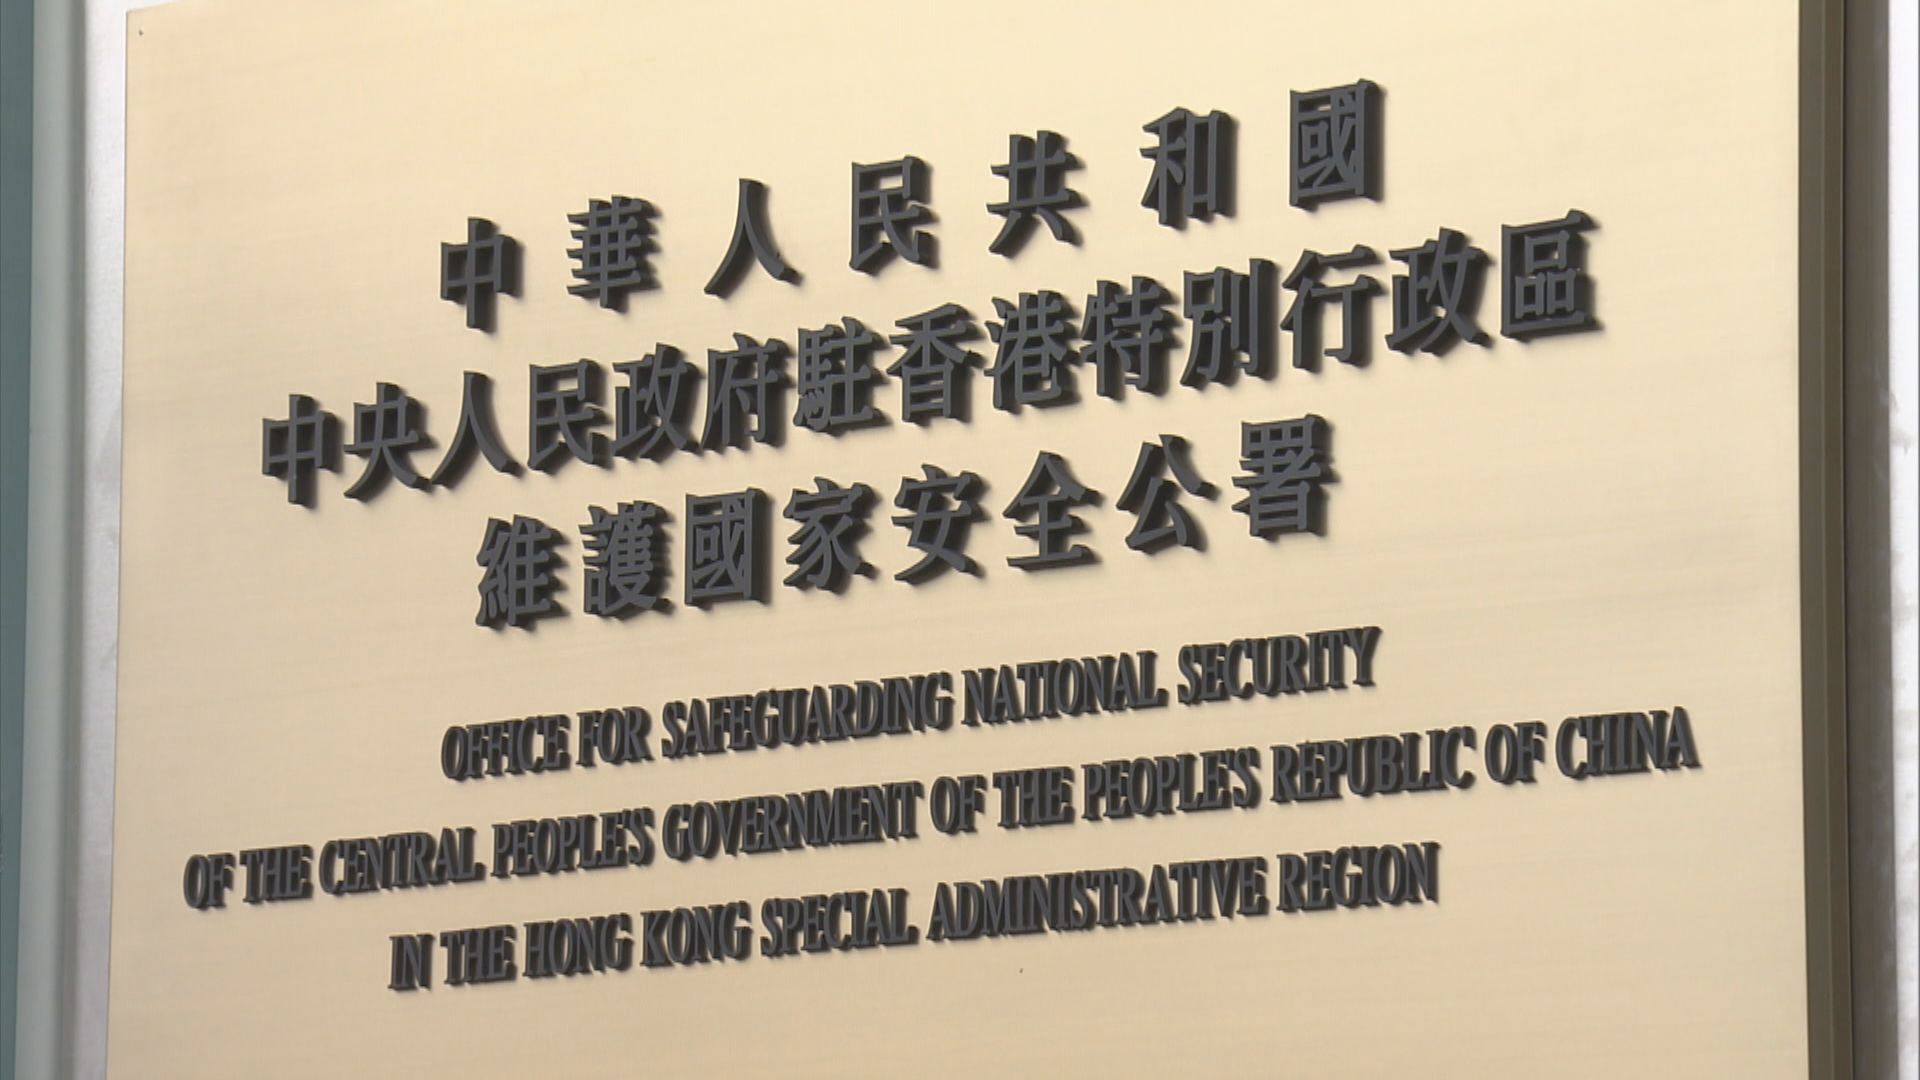 中華人民共和國
中央人民政府駐香港特別行政區
維護國家安全公署
OFFICE FOR SAFEGUARDING NATIONAL SECURITY
OF THE CENTRAL PEOPLE'S GOVERNMENT OF THE PEOPLE'S REPUBLIC OF CHINA
IN THE HONG KONG SPECIAL ADMINISTRATIVE REGION